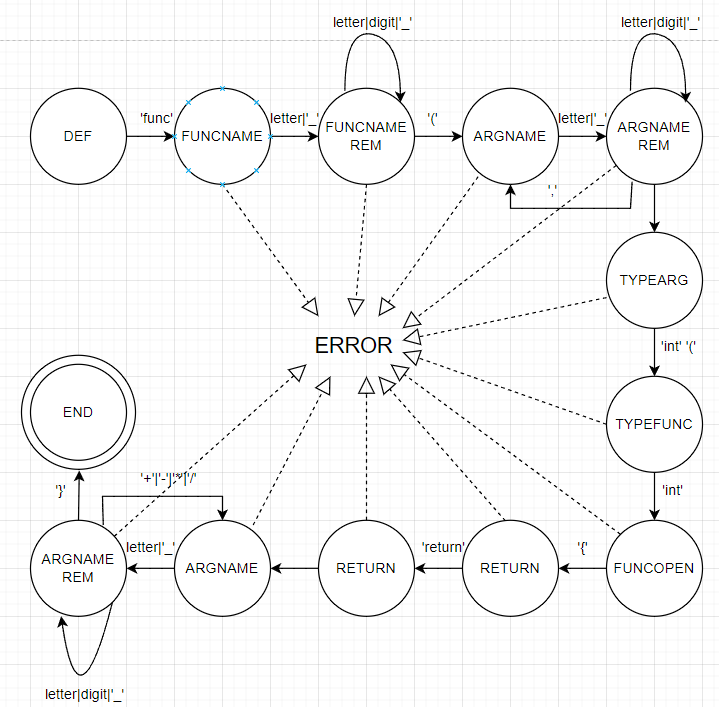 letter|digit|'_'
letter|digit|'_'
DEF
'func'
FUNCNAME
letter|'_'
FUNCNAME
REM
'('
ARGNAME
letter|'_'
ARGNAME
REM
','
TYPEARG
'int' '('
ERROR
TYPEFUNC
END
'int'
'}'
'+'|'-'|'*'|'/'
ARGNAME
REM
letter|'_'
ARGNAME
RETURN
'return'
RETURN
'{'
FUNCOPEN
letter|digit|'_'